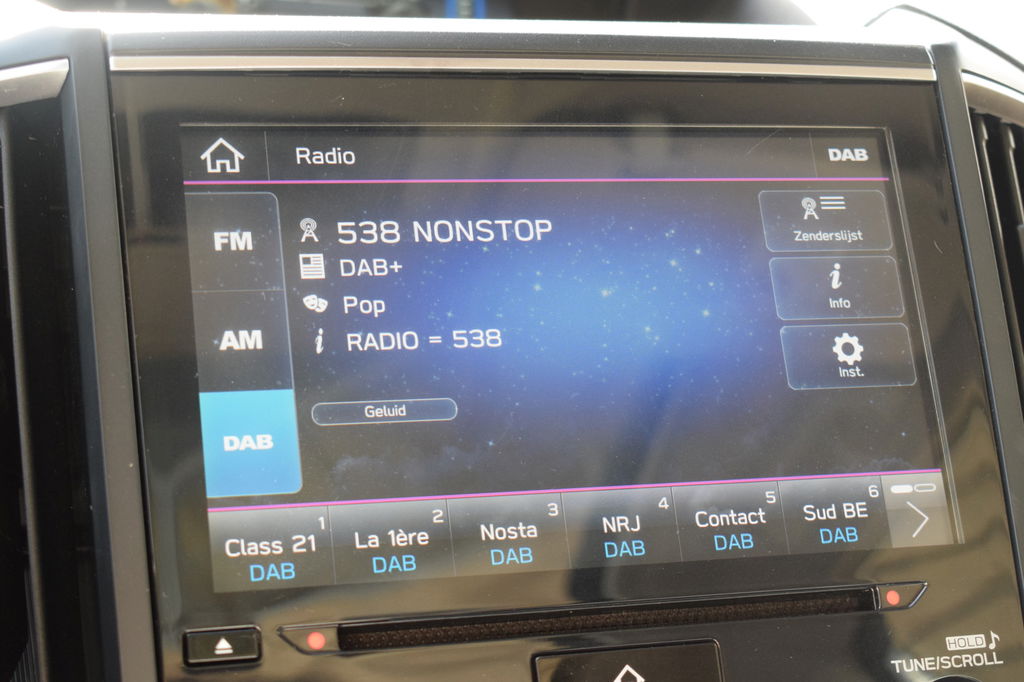 Radio
DAB
FM
AM
DAB
538 NONSTOP
DAB+
Pop
RADIO = 538
Geluid
Zenderslijst
Info
Inst.
1
Class 21
DAB
2
La 1ère
DAB
3
Nosta
DAB
4
NRJ
DAB
5
Contact
DAB
6
Sud BE
DAB
HOLD
TUNE/SCROLL